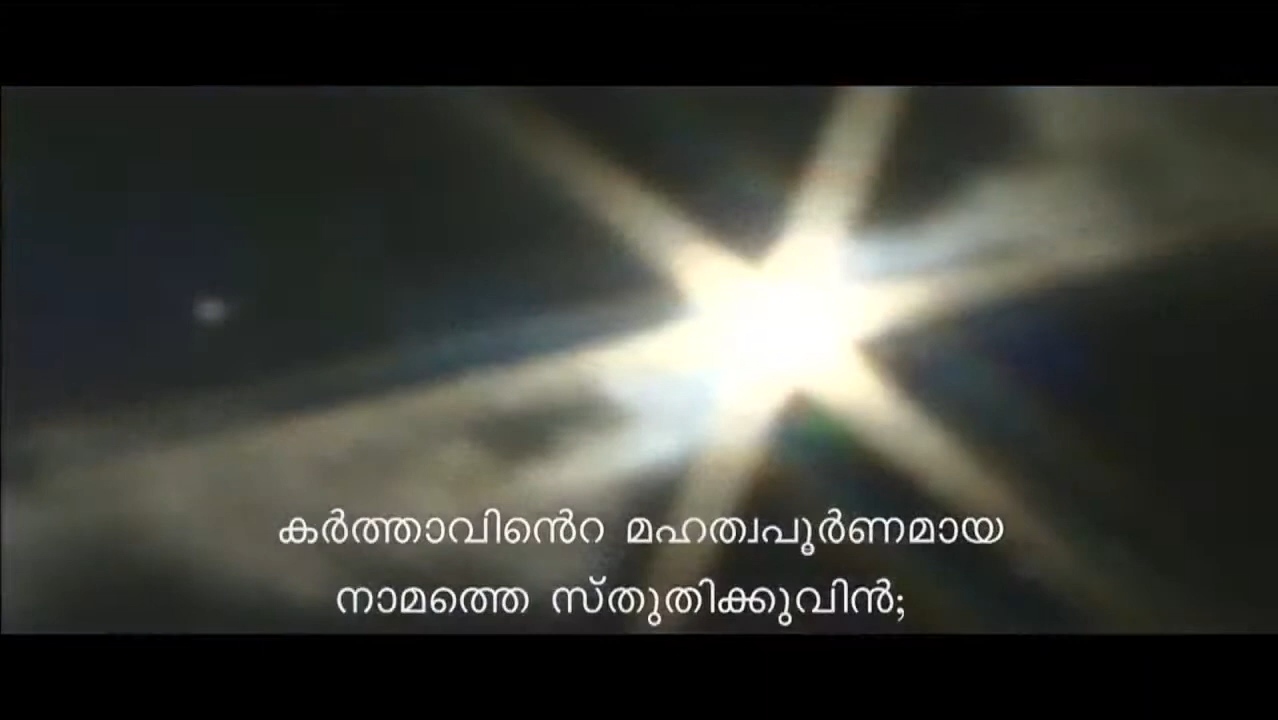 കർത്താവിൻെറ മഹത്വപൂർണമായ
നാമത്തെ സ്തുതിക്കുവിൻ;